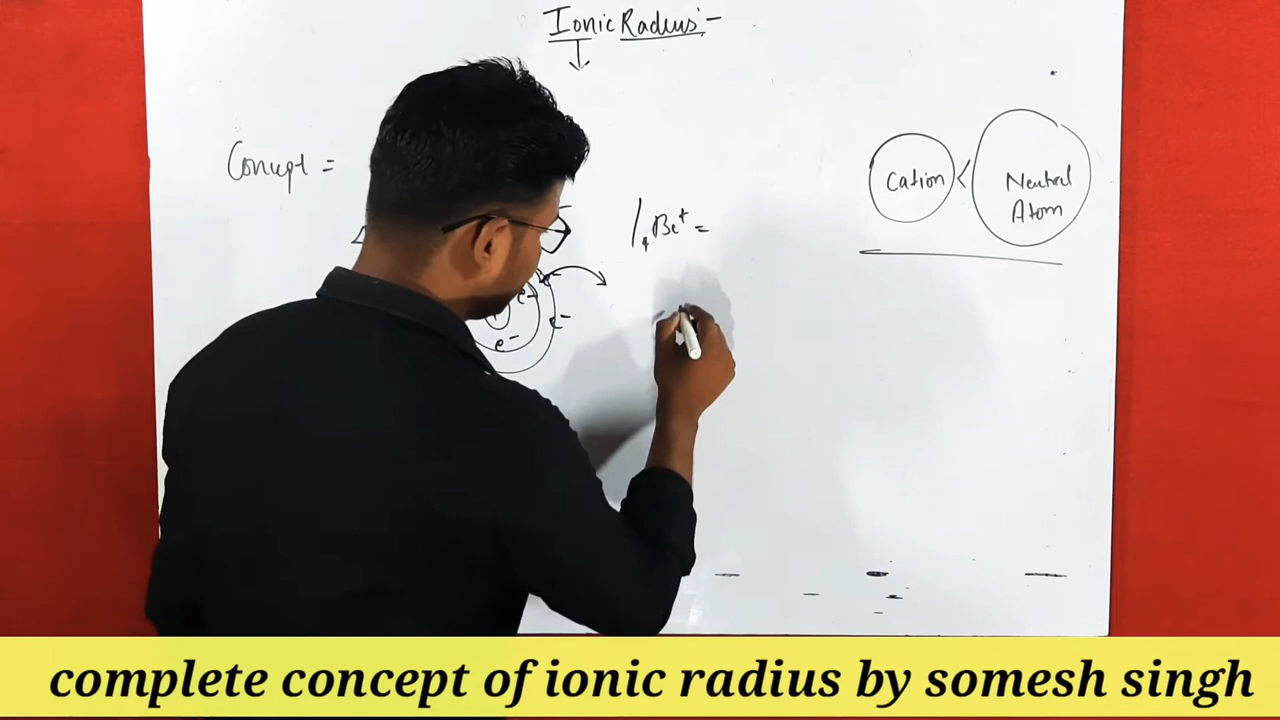 Ionic Radius:-
Concept =
Cation < Neutral
Atom
/ 4Be+ =
e-
e-
e-
complete concept of ionic radius by somesh singh